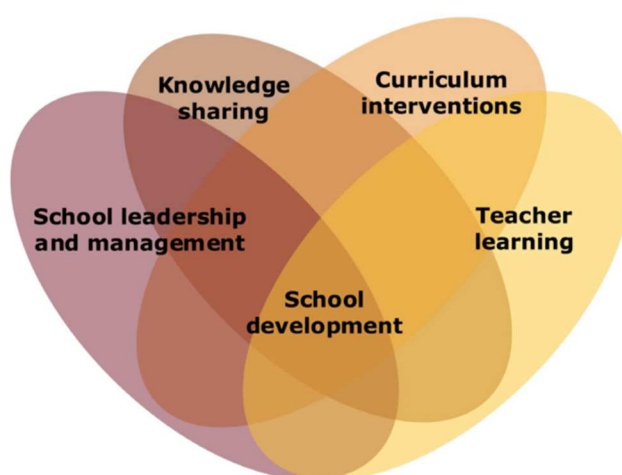 Knowledge
sharing
Curriculum
interventions
School leadership
and management
Teacher
learning
School
development